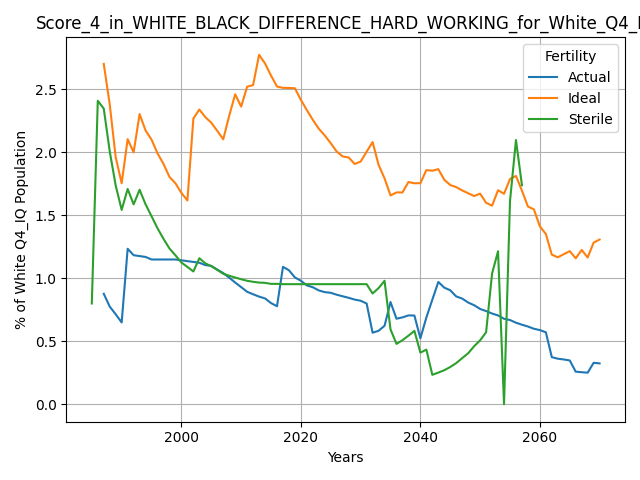 Score_4_in_WHITE_BLACK_DIFFERENCE_HARD_WORKING_for_White_Q4_I
Fertility
Actual
Ideal
Sterile
% of White Q4_IQ Population
2.5
2.0
1.5
1.0
0.5
0.0
2000 2020 2040 2060
Years